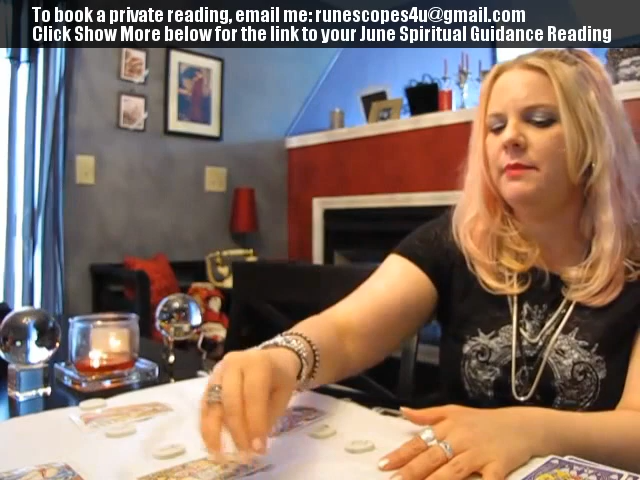 To book a private reading, email me: runescopes4u@gmail.com
Click Show More below for the link to your June Spiritual Guidance Reading